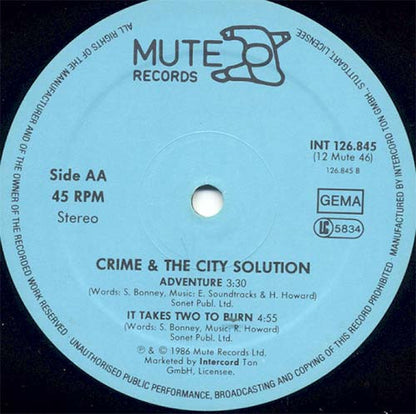 MUTE
RECORDS
INT 126.845
(12 Mute 46)
126.845 B
Side AA
45 RPM
Stereo
GEMA
LC 5834
CRIME & THE CITY SOLUTION
ADVENTURE 3:30
(Words: S. Bonney, Music: E. Soundtracks & H. Howard)
Sonet Publ. Ltd.
IT TAKES TWO TO BURN 4:55
(Words: S. Bonney, Music: R. Howard)
Sonet Publ. Ltd.
℗ & © 1986 Mute Records Ltd.
Marketed by Intercord Ton
GmbH, Licensee.
ALL RIGHTS OF THE MANUFACTURER AND OF THE OWNER OF THE RECORDED WORK RESERVED. UNAUTHORISED PUBLIC PERFORMANCE, BROADCASTING AND COPYING OF THIS RECORD PROHIBITED. MANUFACTURED BY INTERCORD TON GMBH, STUTTGART, LICENSEE